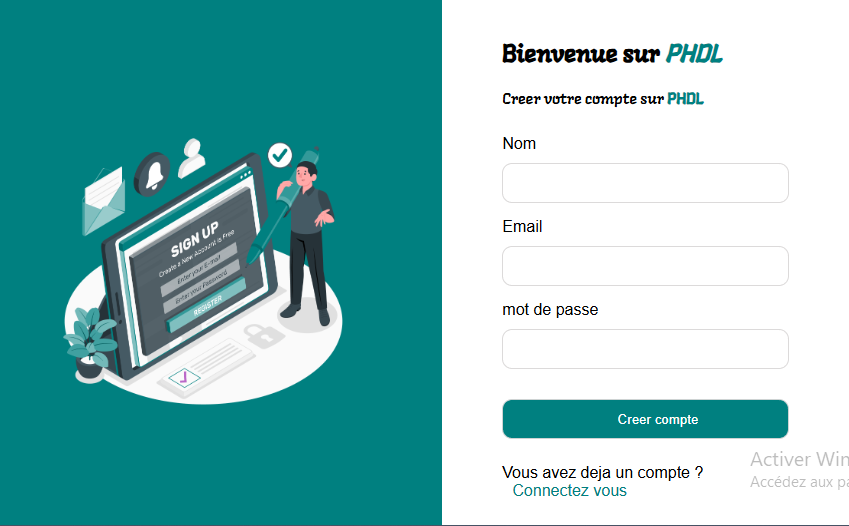 SIGN UP
Create a New Account is Free
Enter your E-mail
Enter your Password
REGISTER
Bienvenue sur PHDL
Creer votre compte sur PHDL
Nom
Email
mot de passe
Creer compte
Vous avez deja un compte ?
Connectez vous
Activer Win
Accédez aux pa